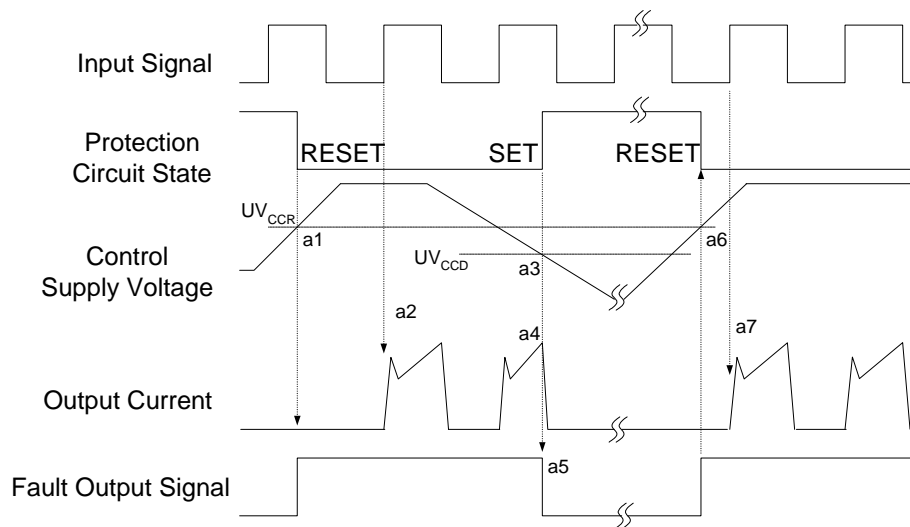 Input Signal
Protection
Circuit State
RESET
SET
RESET
UVCCR
a1
a6
Control
Supply Voltage
UVCCD
a3
a2
a4
a7
Output Current
a5
Fault Output Signal